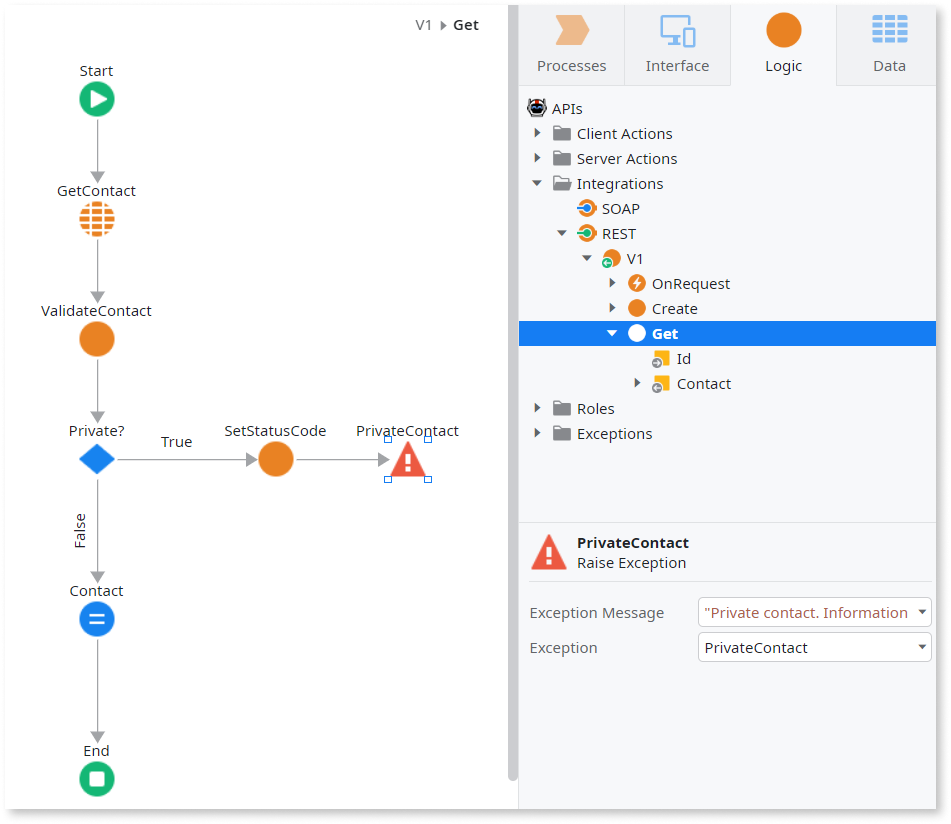 V1 Get
Start
GetContact
ValidateContact
Private?
True
SetStatusCode
PrivateContact
False
Contact
End
Processes
Interface
Logic
Data
APIs
Client Actions
Server Actions
Integrations
SOAP
REST
V1
OnRequest
Create
Get
Id
Contact
Roles
Exceptions
PrivateContact
Raise Exception
Exception Message "Private contact. Information
Exception PrivateContact